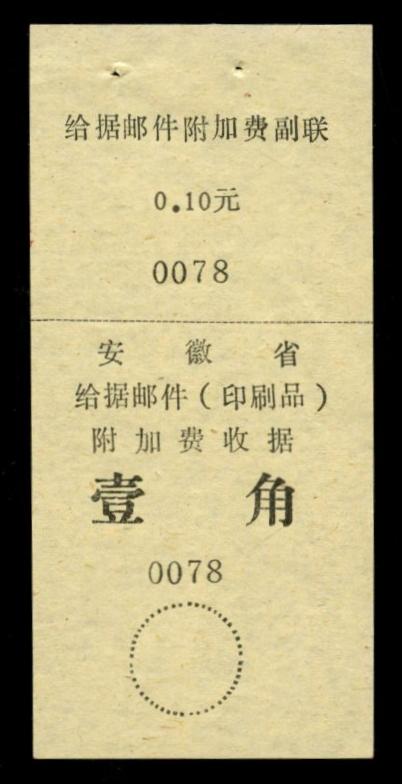 给据邮件附加费副联
0.10元
0078
安徽省
给据邮件(印刷品)
附加费收据
壹角
0078